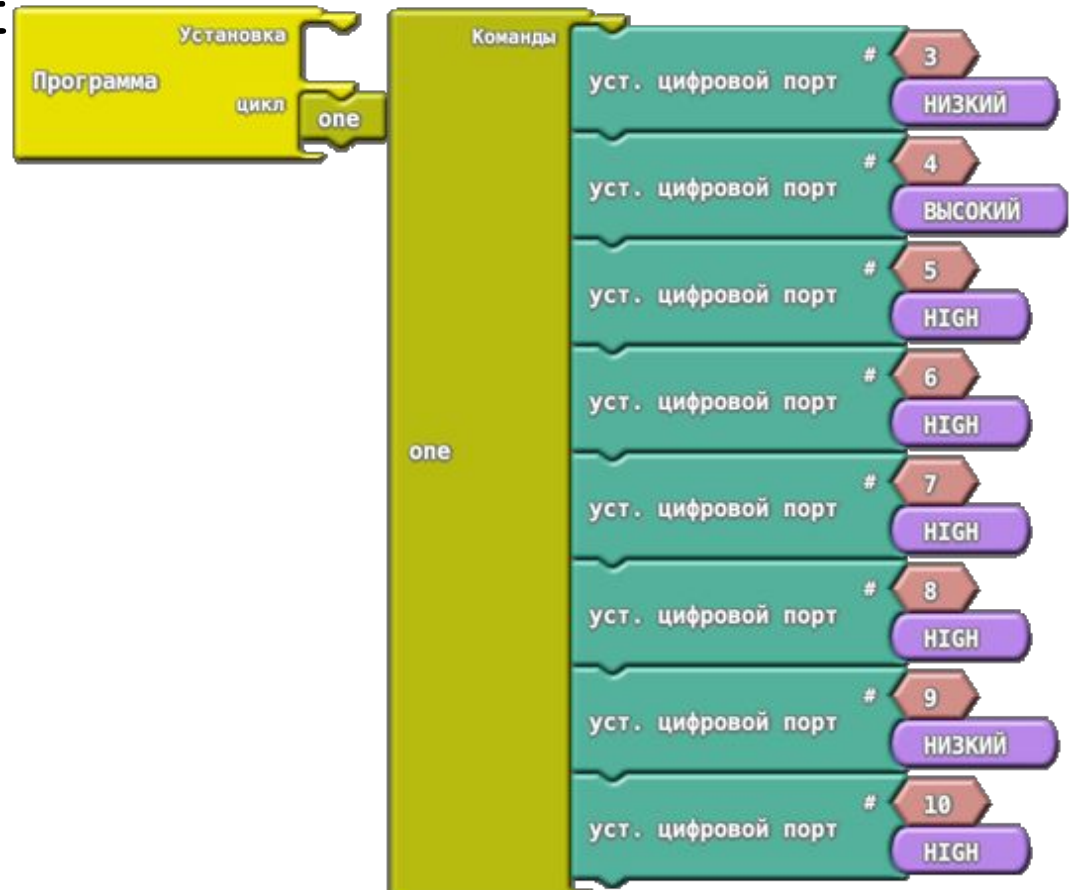 Установка
Программа
цикл
one
one
Команды
уст. цифровой порт # 3
НИЗКИЙ
уст. цифровой порт # 4
ВЫСОКИЙ
уст. цифровой порт # 5
HIGH
уст. цифровой порт # 6
HIGH
уст. цифровой порт # 7
HIGH
уст. цифровой порт # 8
HIGH
уст. цифровой порт # 9
НИЗКИЙ
уст. цифровой порт # 10
HIGH